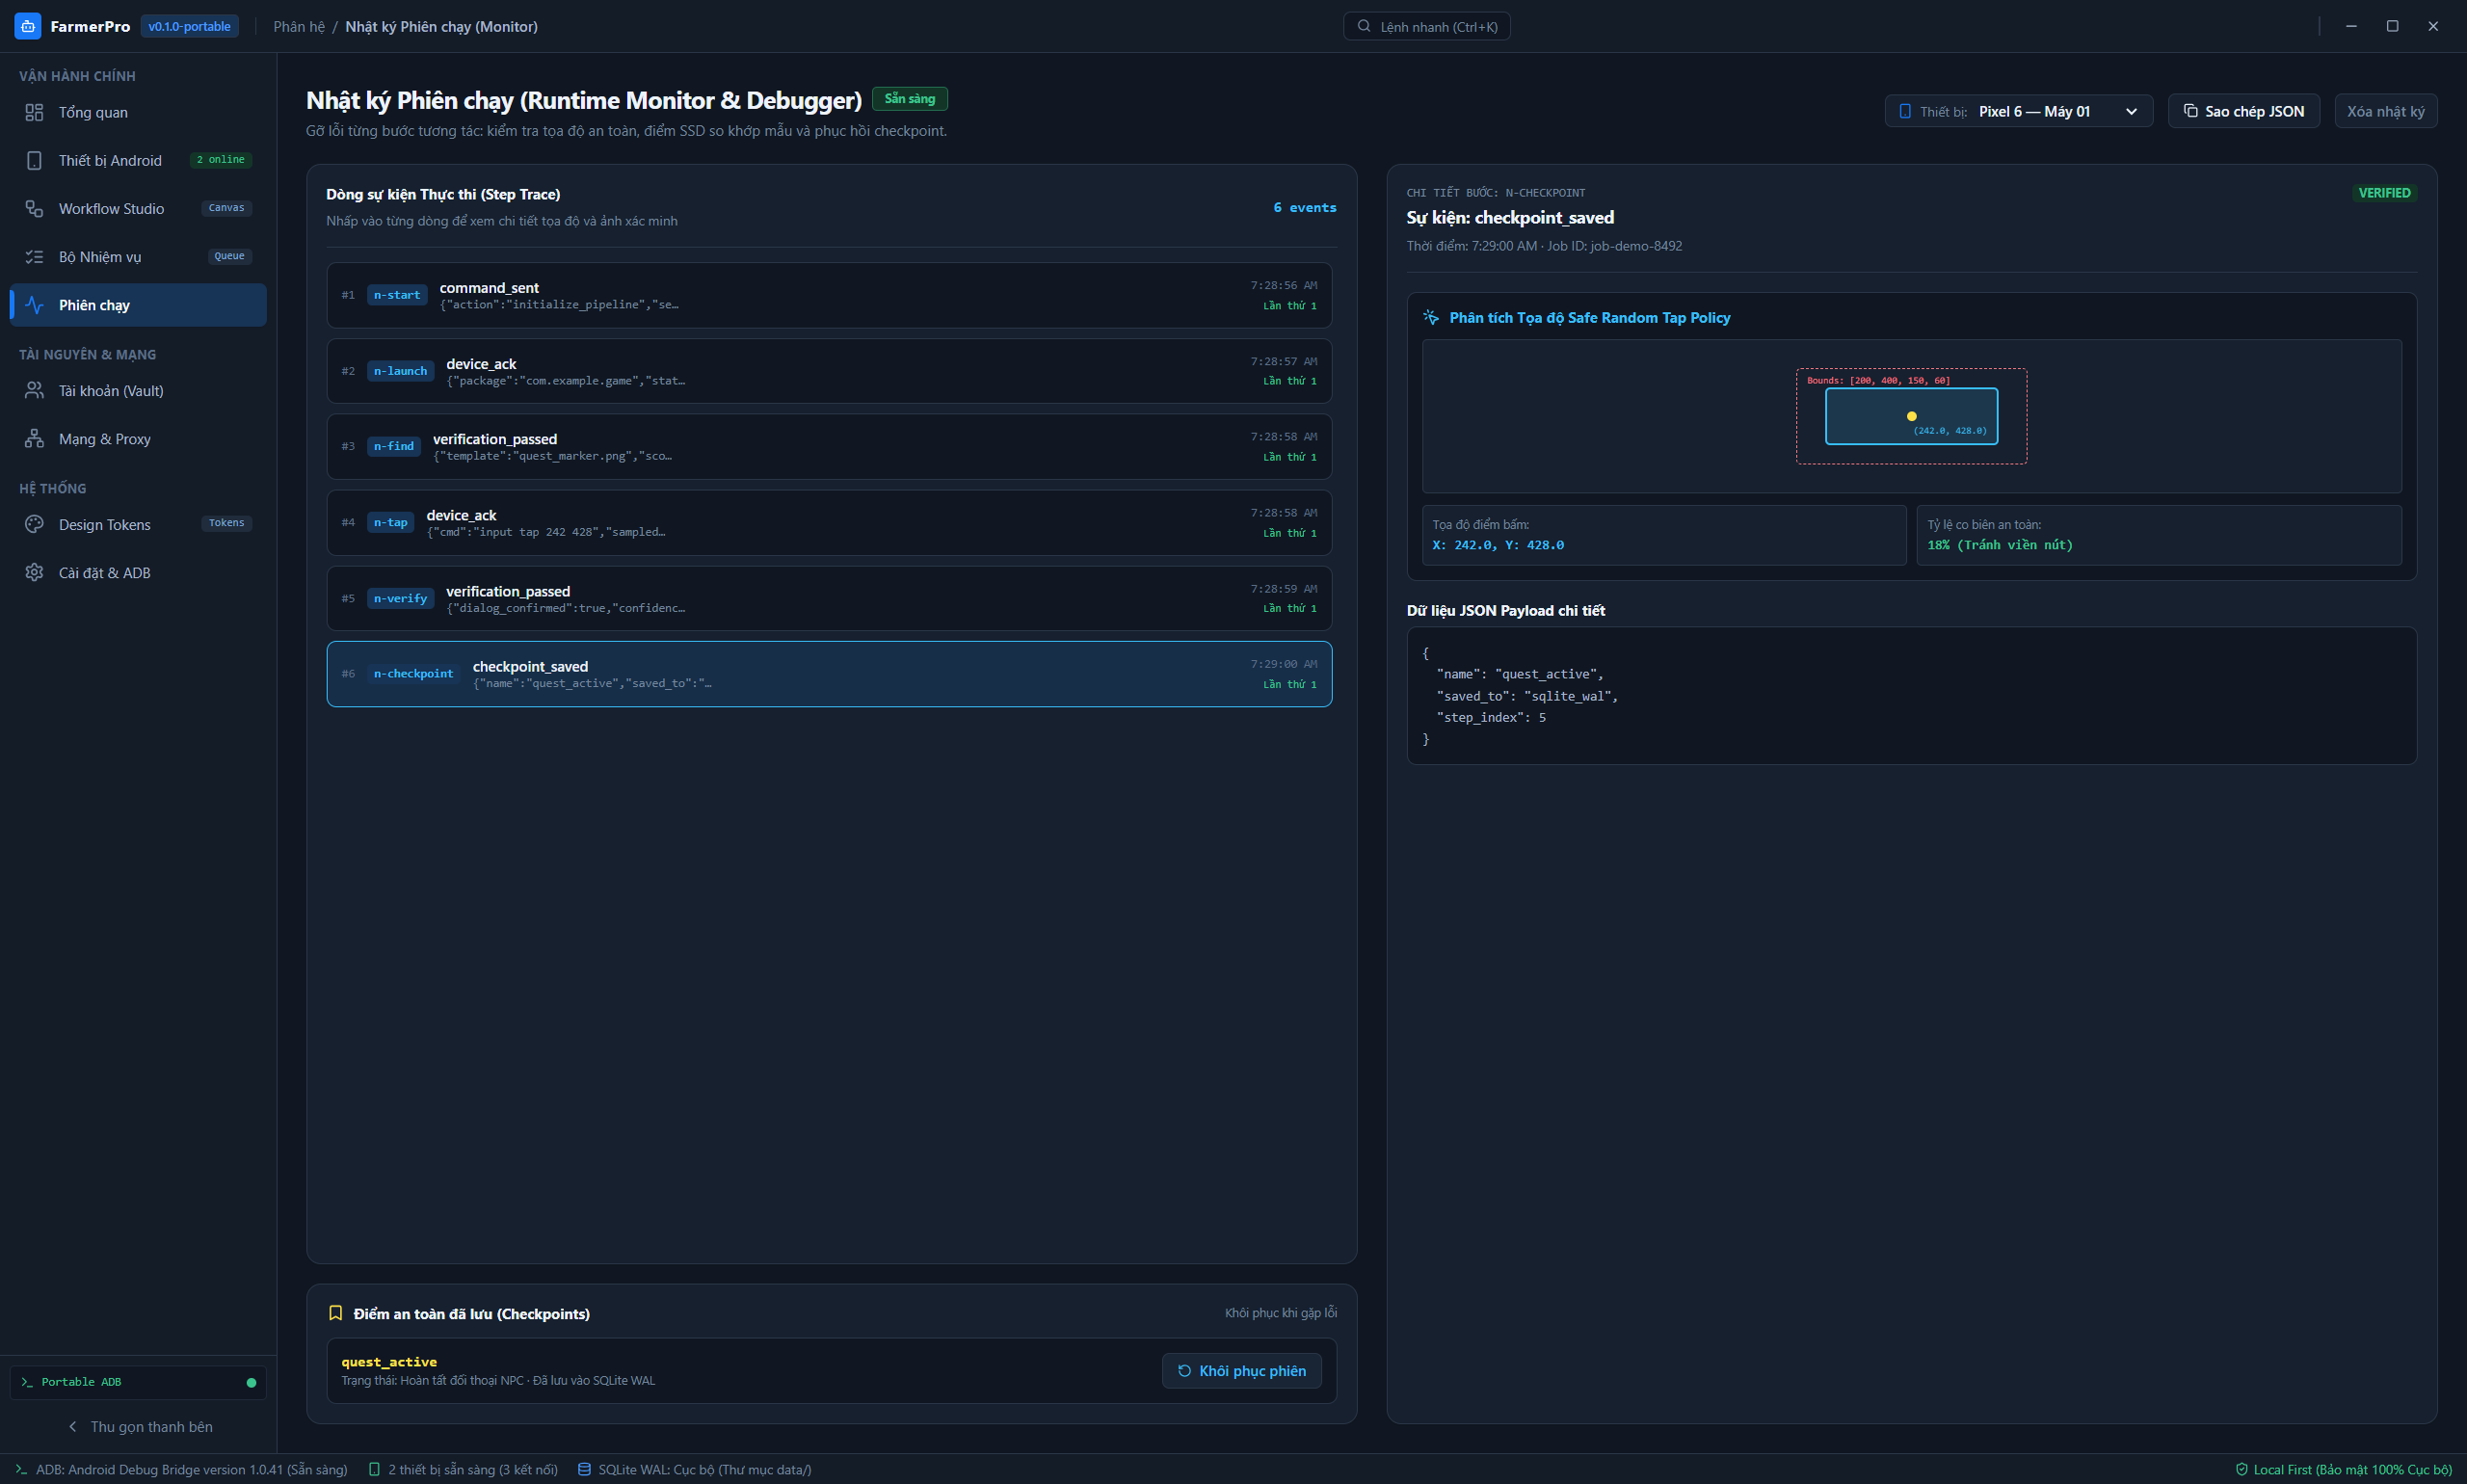 FarmerPro
v0.1.0-portable
Phân hệ / Nhật ký Phiên chạy (Monitor)
Lệnh nhanh (Ctrl+K)
VẬN HÀNH CHÍNH
Tổng quan
Thiết bị Android
2 online
Workflow Studio
Canvas
Bộ Nhiệm vụ
Queue
Phiên chạy
TÀI NGUYÊN & MẠNG
Tài khoản (Vault)
Mạng & Proxy
HỆ THỐNG
Design Tokens
Tokens
Cài đặt & ADB
Portable ADB
Thu gọn thanh bên
Nhật ký Phiên chạy (Runtime Monitor & Debugger)
Sẵn sàng
Gỡ lỗi từng bước tương tác: kiểm tra tọa độ an toàn, điểm SSD so khớp mẫu và phục hồi checkpoint.
Thiết bị: Pixel 6 — Máy 01
Sao chép JSON
Xóa nhật ký
Dòng sự kiện Thực thi (Step Trace)
Nhấp vào từng dòng để xem chi tiết tọa độ và ảnh xác minh
6 events
#1 n-start command_sent 7:28:56 AM
{"action":"initialize_pipeline","se… Lần thứ 1
#2 n-launch device_ack 7:28:57 AM
{"package":"com.example.game","stat… Lần thứ 1
#3 n-find verification_passed 7:28:58 AM
{"template":"quest_marker.png","sco… Lần thứ 1
#4 n-tap device_ack 7:28:58 AM
{"cmd":"input tap 242 428","sampled… Lần thứ 1
#5 n-verify verification_passed 7:28:59 AM
{"dialog_confirmed":true,"confidenc… Lần thứ 1
#6 n-checkpoint checkpoint_saved 7:29:00 AM
{"name":"quest_active","saved_to":"… Lần thứ 1
Điểm an toàn đã lưu (Checkpoints)
Khôi phục khi gặp lỗi
quest_active
Trạng thái: Hoàn tất đối thoại NPC · Đã lưu vào SQLite WAL
Khôi phục phiên
CHI TIẾT BƯỚC: N-CHECKPOINT
VERIFIED
Sự kiện: checkpoint_saved
Thời điểm: 7:29:00 AM · Job ID: job-demo-8492
Phân tích Tọa độ Safe Random Tap Policy
Bounds: [200, 400, 150, 60]
(242.0, 428.0)
Tọa độ điểm bấm:
X: 242.0, Y: 428.0
Tỷ lệ co biên an toàn:
18% (Tránh viền nút)
Dữ liệu JSON Payload chi tiết
{
"name": "quest_active",
"saved_to": "sqlite_wal",
"step_index": 5
}
ADB: Android Debug Bridge version 1.0.41 (Sẵn sàng)
2 thiết bị sẵn sàng (3 kết nối)
SQLite WAL: Cục bộ (Thư mục data/)
Local First (Bảo mật 100% Cục bộ)